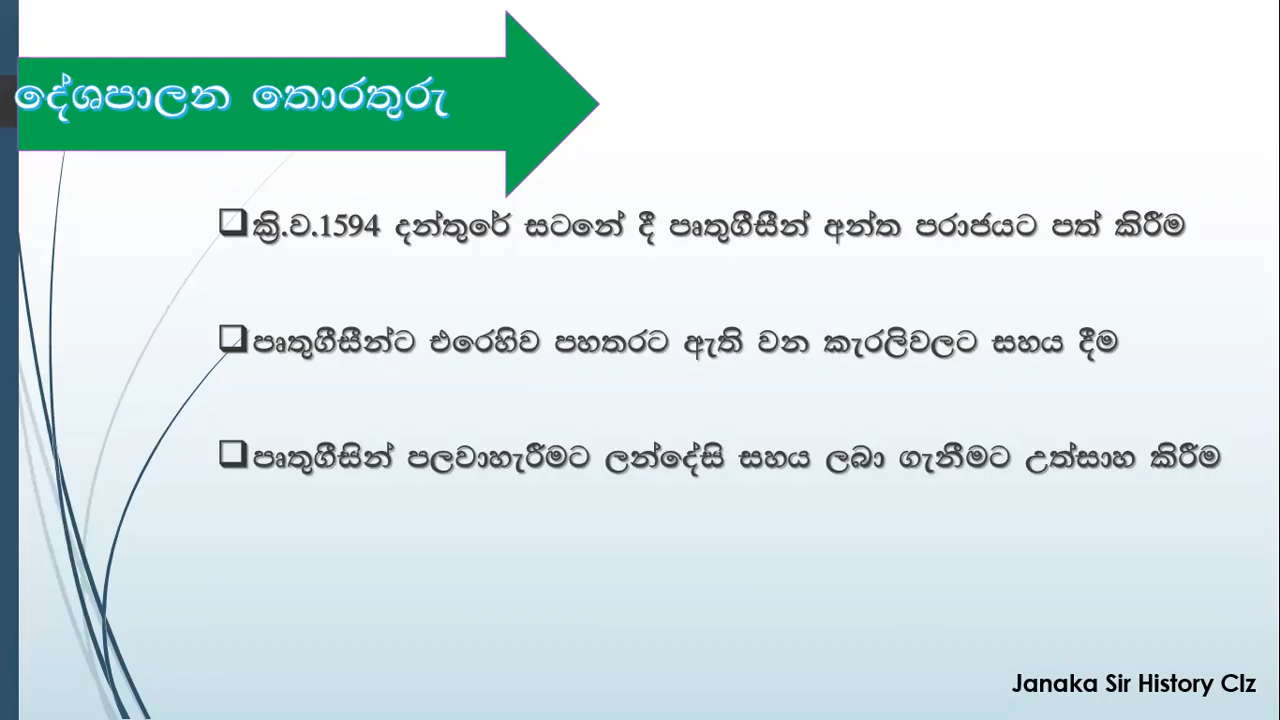 දේශපාලන තොරතුරු
ක්‍රි.ව.1594 දන්තුරේ සටනේ දී පෘතුගීසීන් අන්ත පරාජයට පත් කිරීම
පෘතුගීසීන්ට එරෙහිව පහතරට ඇති වන කැරලිවලට සහය දීම
පෘතුගීසින් පලවාහැරීමට ලන්දේසි සහය ලබා ගැනීමට උත්සාහ කිරීම
Janaka Sir History Clz